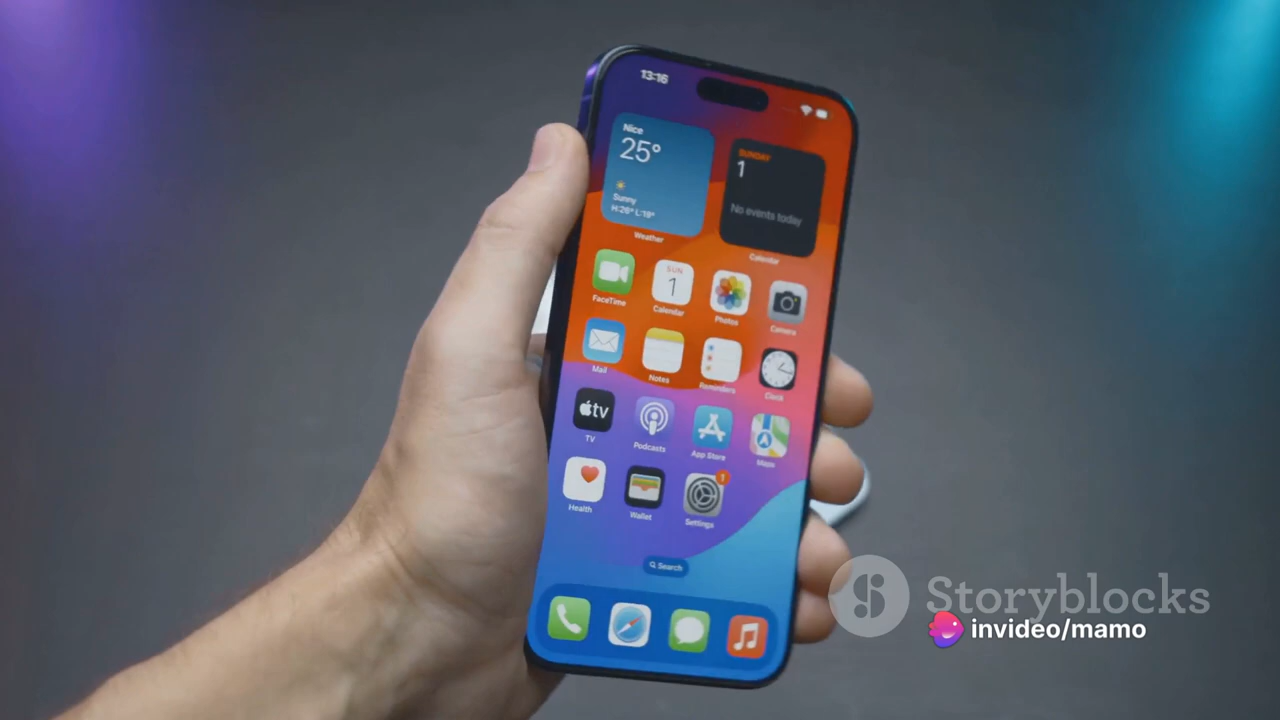 13:16
Nice
25°
Sunny
H:26° L:18°
Weather
SUNDAY
1
No events today
Calendar
FaceTime
SUN
1
Calendar
Photos
Camera
Mail
Notes
Reminders
Clock
tv
TV
Podcasts
App Store
Maps
Health
Wallet
1
Settings
Search
Storyblocks
invideo/mamo